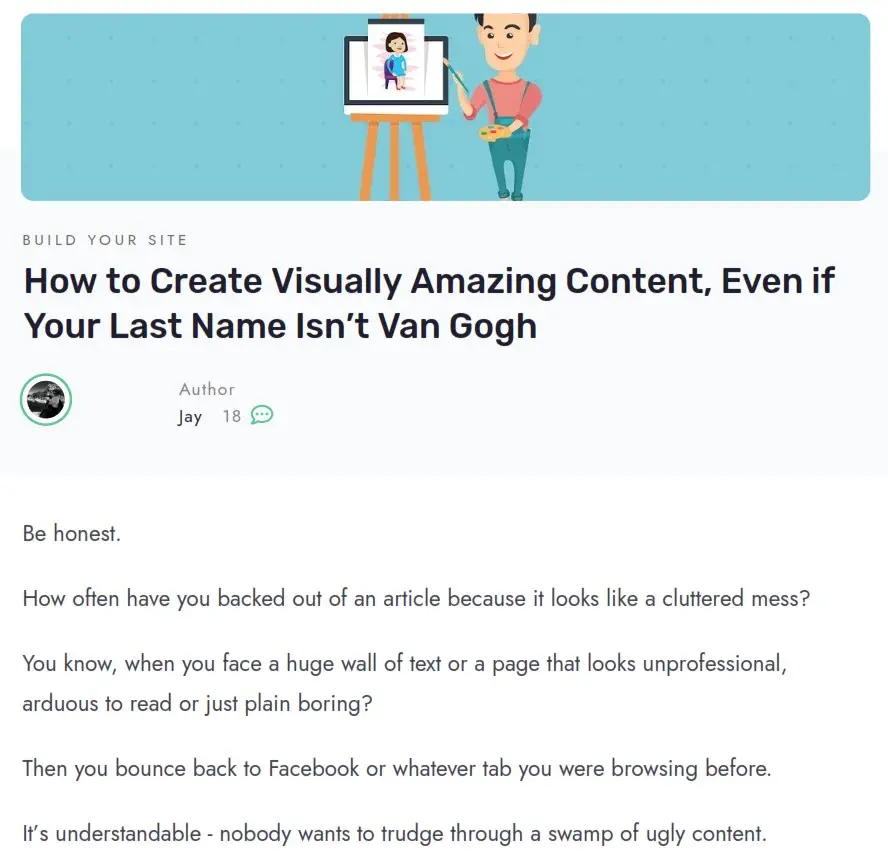 BUILD YOUR SITE
How to Create Visually Amazing Content, Even if
Your Last Name Isn’t Van Gogh
Author
Jay 18
Be honest.
How often have you backed out of an article because it looks like a cluttered mess?
You know, when you face a huge wall of text or a page that looks unprofessional,
arduous to read or just plain boring?
Then you bounce back to Facebook or whatever tab you were browsing before.
It’s understandable - nobody wants to trudge through a swamp of ugly content.